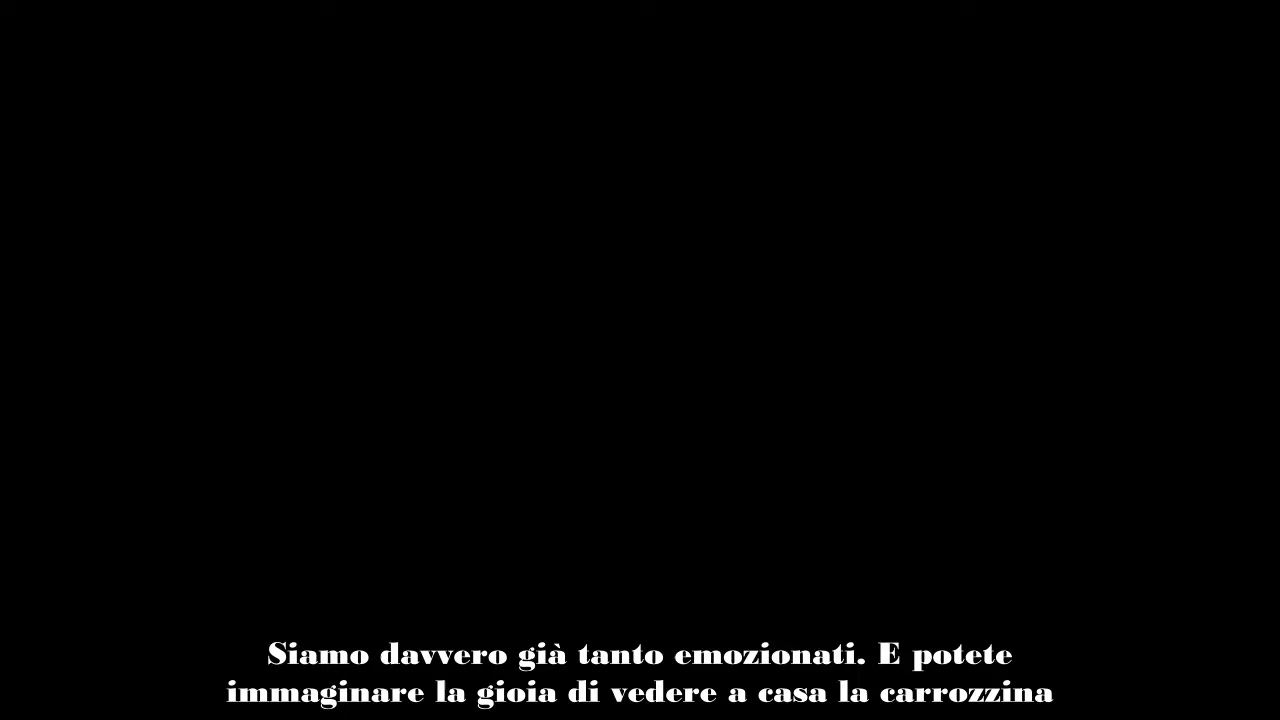 Siamo davvero già tanto emozionati. E potete
immaginare la gioia di vedere a casa la carrozzina